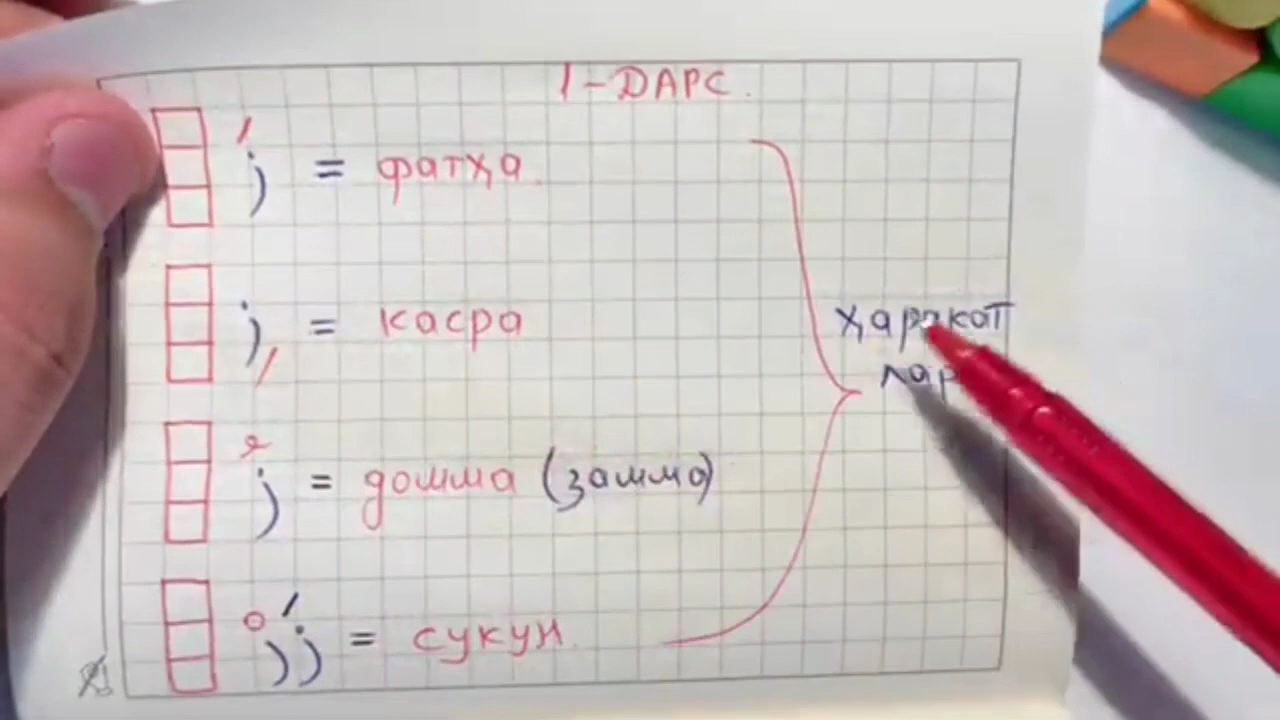 1-ДАРС.
زَ = фатҳа.
زِ = касра
زُ = домма (замма)
زَرْ = сукун.
ҳаракат
лар